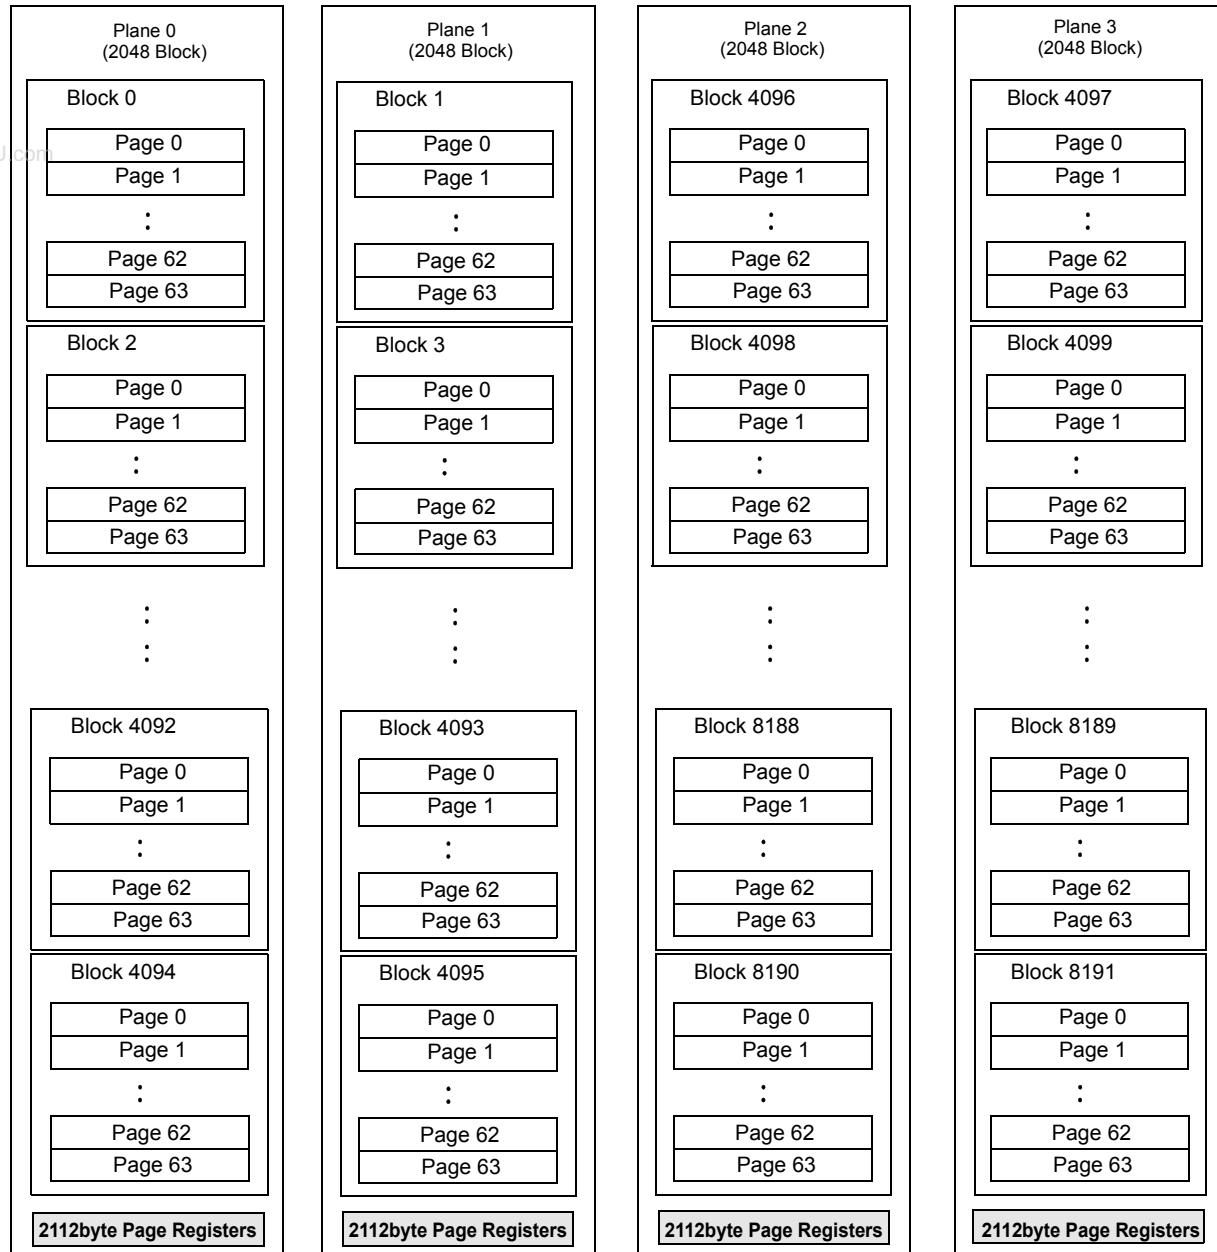 Plane 0
(2048 Block)
Block 0
Page 0
Page 1
Page 62
Page 63
Block 2
Page 0
Page 1
Page 62
Page 63
Block 4092
Page 0
Page 1
Page 62
Page 63
Block 4094
Page 0
Page 1
Page 62
Page 63
2112byte Page Registers
Plane 1
(2048 Block)
Block 1
Page 0
Page 1
Page 62
Page 63
Block 3
Page 0
Page 1
Page 62
Page 63
Block 4093
Page 0
Page 1
Page 62
Page 63
Block 4095
Page 0
Page 1
Page 62
Page 63
2112byte Page Registers
Plane 2
(2048 Block)
Block 4096
Page 0
Page 1
Page 62
Page 63
Block 4098
Page 0
Page 1
Page 62
Page 63
Block 8188
Page 0
Page 1
Page 62
Page 63
Block 8190
Page 0
Page 1
Page 62
Page 63
2112byte Page Registers
Plane 3
(2048 Block)
Block 4097
Page 0
Page 1
Page 62
Page 63
Block 4099
Page 0
Page 1
Page 62
Page 63
Block 8189
Page 0
Page 1
Page 62
Page 63
Block 8191
Page 0
Page 1
Page 62
Page 63
2112byte Page Registers